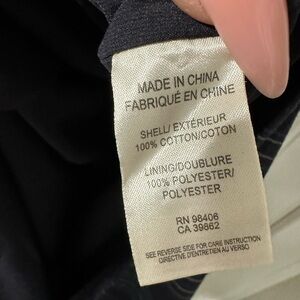 MADE IN CHINA
FABRIQUÉ EN CHINE
SHELL/ EXTÉRIEUR
100% COTTON/COTON
LINING/DOUBLURE
100% POLYESTER/
POLYESTER
RN 98406
CA 39862
SEE REVERSE SIDE FOR CARE INSTRUCTION
DIRECTIVE D'ENTRETIEN AU VERSO